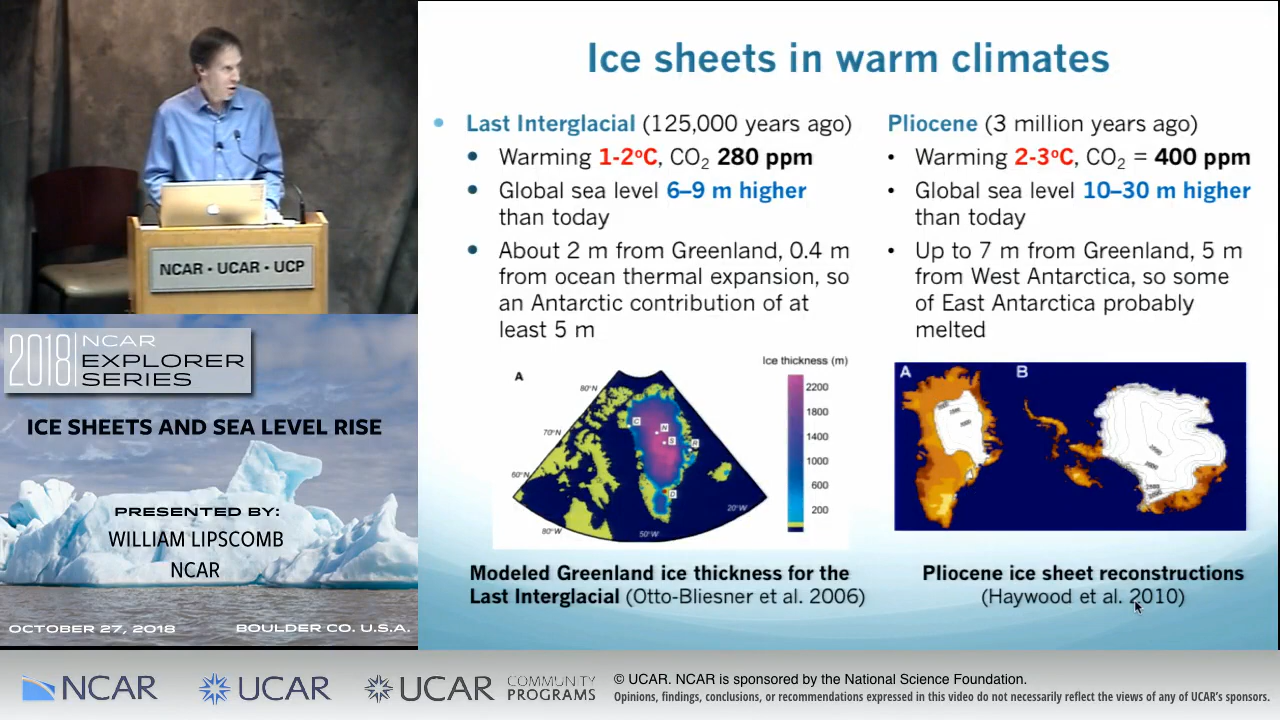 Ice sheets in warm climates
Last Interglacial (125,000 years ago)
Warming 1-2°C, CO₂ 280 ppm
Global sea level 6–9 m higher
than today
About 2 m from Greenland, 0.4 m
from ocean thermal expansion, so
an Antarctic contribution of at
least 5 m
Pliocene (3 million years ago)
Warming 2-3°C, CO₂ = 400 ppm
Global sea level 10–30 m higher
than today
Up to 7 m from Greenland, 5 m
from West Antarctica, so some
of East Antarctica probably
melted
Ice thickness (m)
A
80°N
70°N
60°N
80°W
50°W
20°W
C
N
S
R
D
2200
1800
1400
1000
600
200
A
B
Modeled Greenland ice thickness for the
Last Interglacial (Otto-Bliesner et al. 2006)
Pliocene ice sheet reconstructions
(Haywood et al. 2010)
NCAR • UCAR • UCP
2018
NCAR
EXPLORER
SERIES
ICE SHEETS AND SEA LEVEL RISE
PRESENTED BY:
WILLIAM LIPSCOMB
NCAR
OCTOBER 27, 2018
BOULDER CO. U.S.A.
NCAR
UCAR
UCAR
COMMUNITY
PROGRAMS
© UCAR. NCAR is sponsored by the National Science Foundation.
Opinions, findings, conclusions, or recommendations expressed in this video do not necessarily reflect the views of any of UCAR's sponsors.